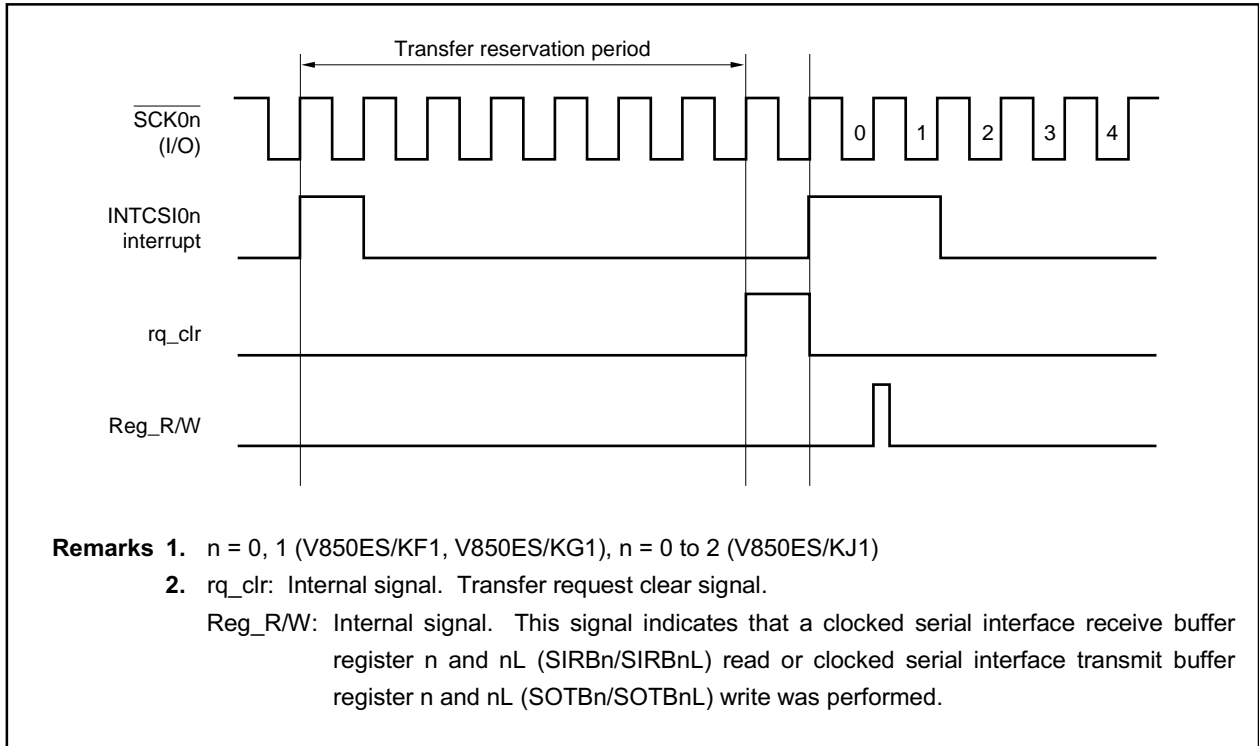 Transfer reservation period
SCK0n
(I/O)
0 1 2 3 4
INTCSI0n
interrupt
rq_clr
Reg_R/W
Remarks 1. n = 0, 1 (V850ES/KF1, V850ES/KG1), n = 0 to 2 (V850ES/KJ1)
2. rq_clr: Internal signal. Transfer request clear signal.
Reg_R/W: Internal signal. This signal indicates that a clocked serial interface receive buffer
register n and nL (SIRBn/SIRBnL) read or clocked serial interface transmit buffer
register n and nL (SOTBn/SOTBnL) write was performed.